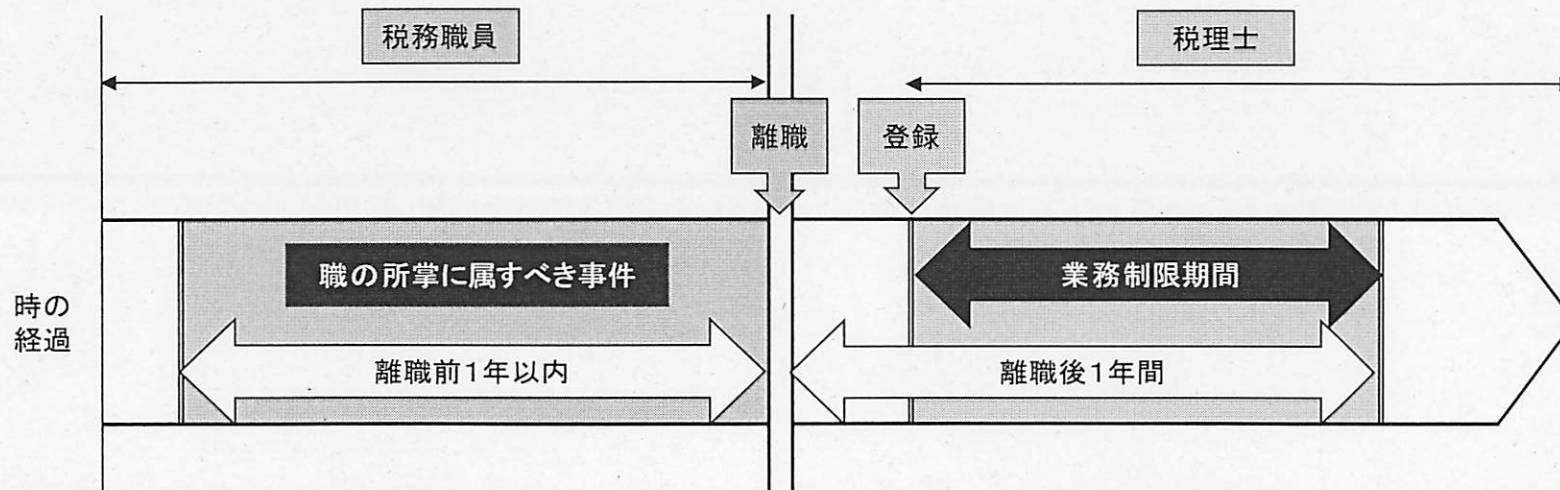 税務職員
税理士
離職
登録
職の所掌に属すべき事件
業務制限期間
時の
経過
離職前1年以内
離職後1年間